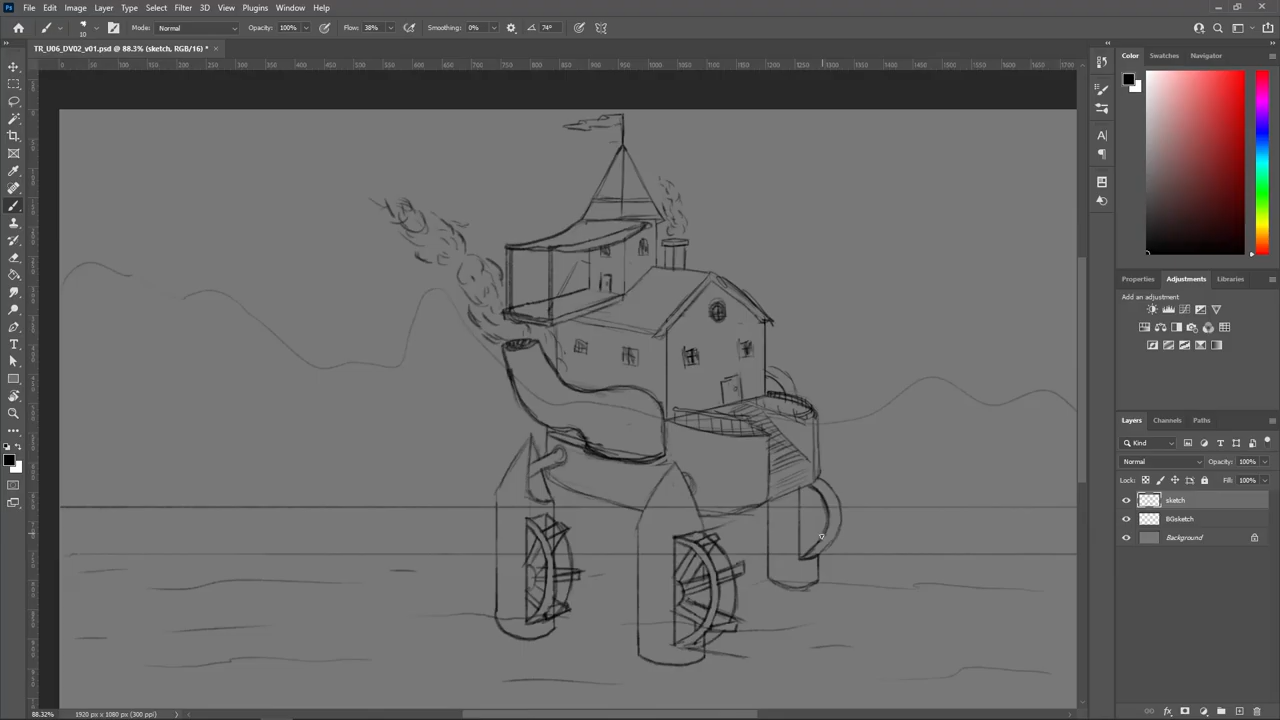 File Edit Image Layer Type Select Filter 3D View Plugins Window Help
10 Mode: Normal Opacity: 100% Flow: 38% Smoothing: 0% 74°
TR_U06_DV02_v01.psd @ 88.3% (sketch, RGB/16) *
Color Swatches Navigator
Properties Adjustments Libraries
Add an adjustment
Layers Channels Paths
Kind
Normal Opacity: 100%
Lock: Fill: 100%
sketch
BGsketch
Background
88.32% 1920 px x 1080 px (300 ppi)